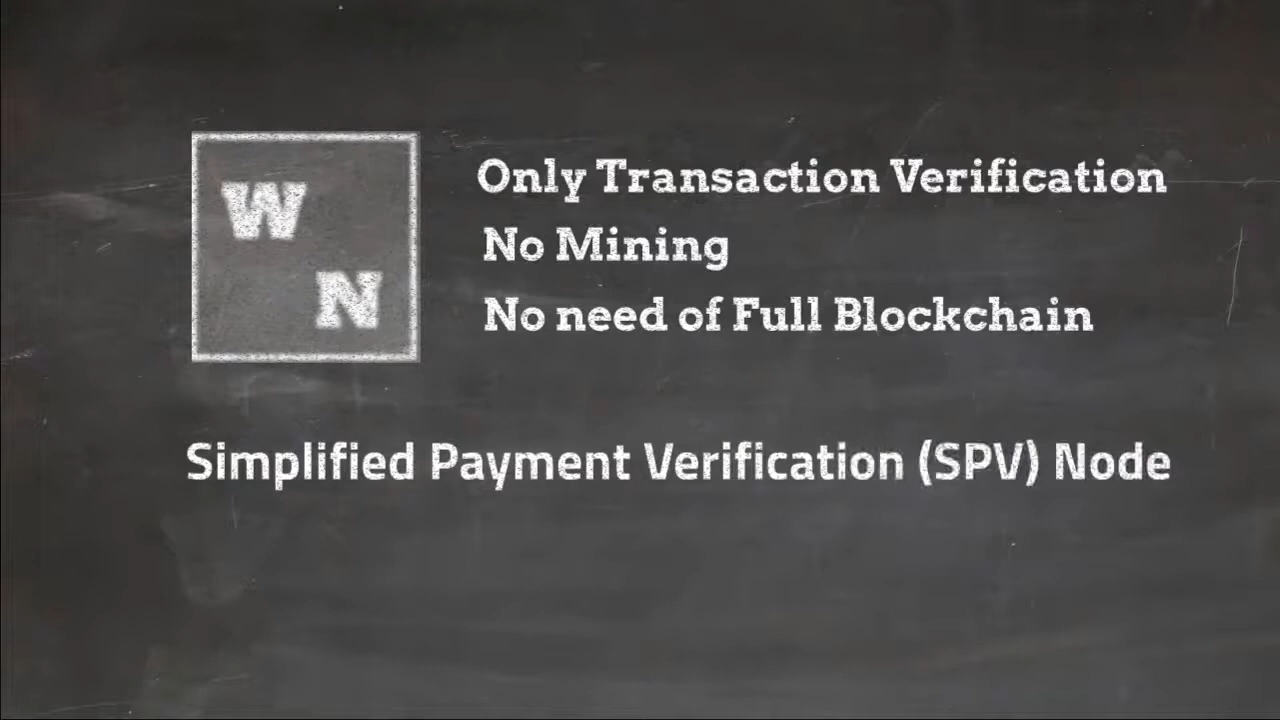 W
N
Only Transaction Verification
No Mining
No need of Full Blockchain
Simplified Payment Verification (SPV) Node